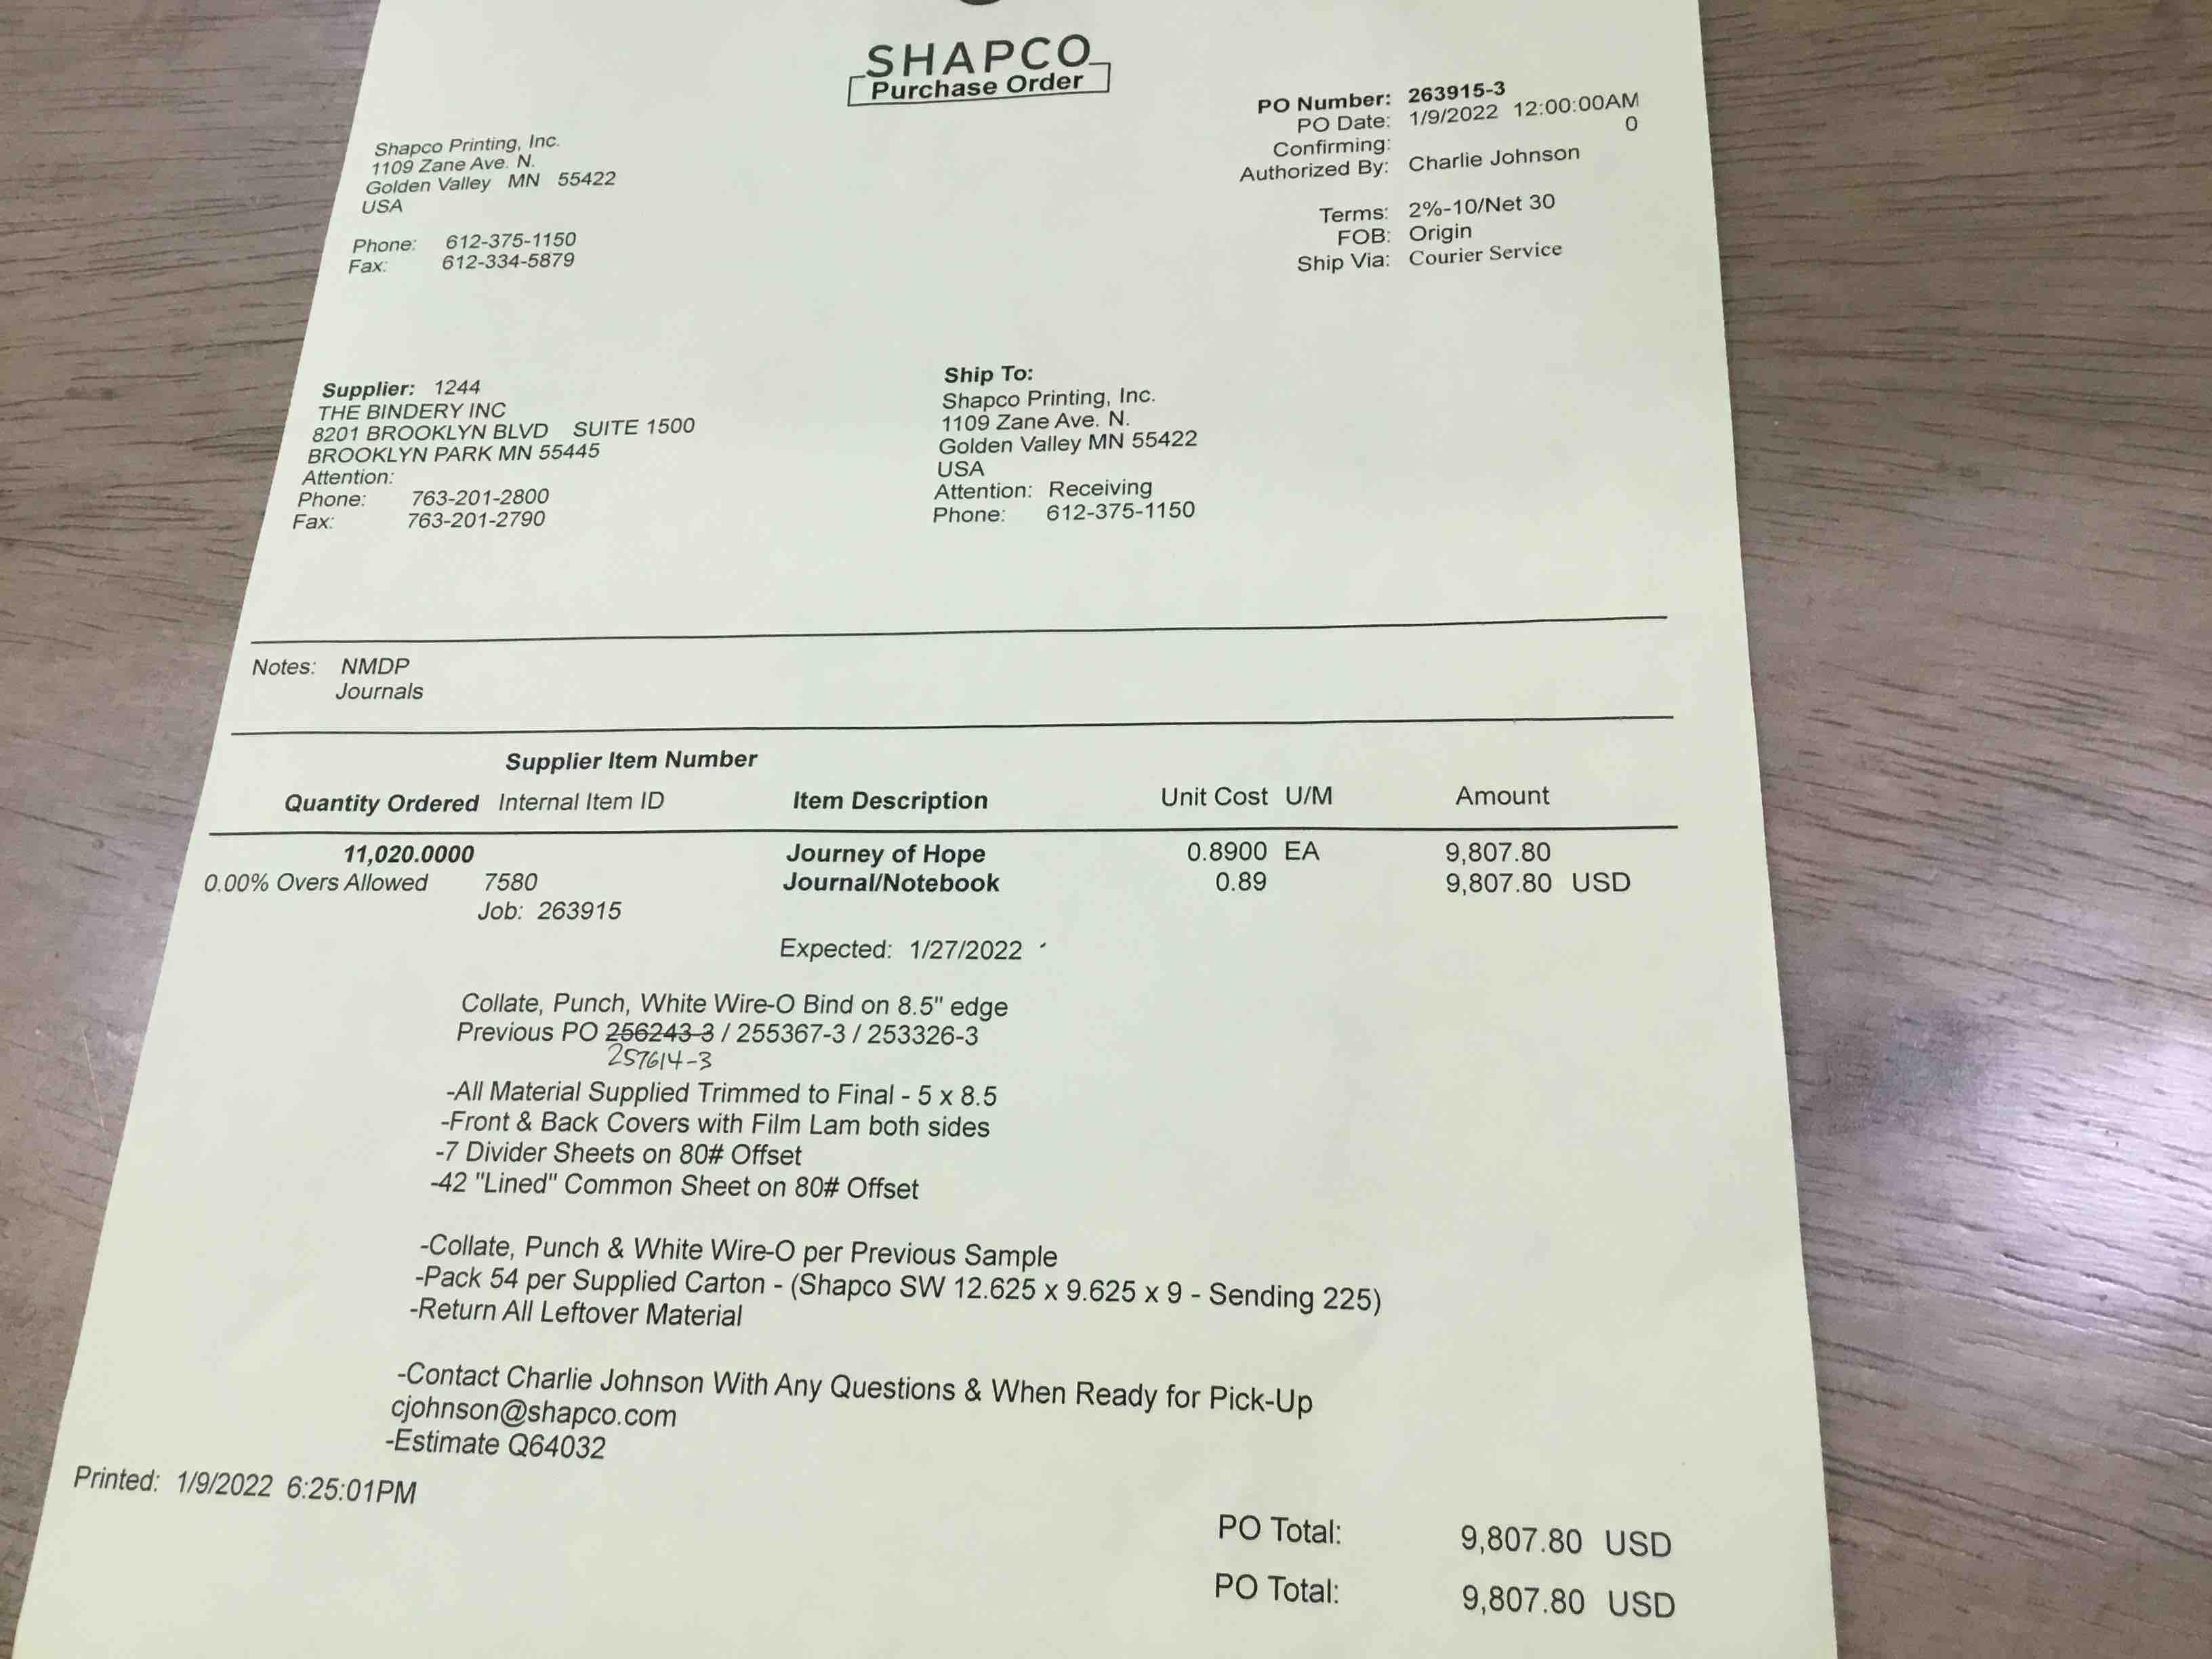 SHAPCO
Purchase Order
PO Number: 263915-3
PO Date: 1/9/2022 12:00:00AM
Confirming: 0
Authorized By: Charlie Johnson
Terms: 2%-10/Net 30
FOB: Origin
Ship Via: Courier Service
Shapco Printing, Inc.
1109 Zane Ave. N.
Golden Valley MN 55422
USA
Phone: 612-375-1150
Fax: 612-334-5879
Supplier: 1244
THE BINDERY INC
8201 BROOKLYN BLVD SUITE 1500
BROOKLYN PARK MN 55445
Attention:
Phone: 763-201-2800
Fax: 763-201-2790
Ship To:
Shapco Printing, Inc.
1109 Zane Ave. N.
Golden Valley MN 55422
USA
Attention: Receiving
Phone: 612-375-1150
Notes: NMDP
Journals
Supplier Item Number
Quantity Ordered Internal Item ID Item Description Unit Cost U/M Amount
11,020.0000 Journey of Hope 0.8900 EA 9,807.80
0.00% Overs Allowed 7580 Journal/Notebook 0.89 9,807.80 USD
Job: 263915
Expected: 1/27/2022
Collate, Punch, White Wire-O Bind on 8.5" edge
Previous PO 256243-3 / 255367-3 / 253326-3
257614-3
-All Material Supplied Trimmed to Final - 5 x 8.5
-Front & Back Covers with Film Lam both sides
-7 Divider Sheets on 80# Offset
-42 "Lined" Common Sheet on 80# Offset
-Collate, Punch & White Wire-O per Previous Sample
-Pack 54 per Supplied Carton - (Shapco SW 12.625 x 9.625 x 9 - Sending 225)
-Return All Leftover Material
-Contact Charlie Johnson With Any Questions & When Ready for Pick-Up
cjohnson@shapco.com
-Estimate Q64032
Printed: 1/9/2022 6:25:01PM
PO Total: 9,807.80 USD
PO Total: 9,807.80 USD